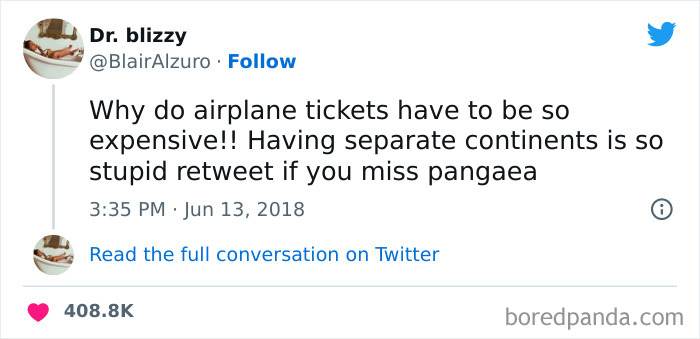 Dr. blizzy
@BlairAlzuro · Follow
Why do airplane tickets have to be so
expensive!! Having separate continents is so
stupid retweet if you miss pangaea
3:35 PM · Jun 13, 2018
Read the full conversation on Twitter
408.8K
boredpanda.com